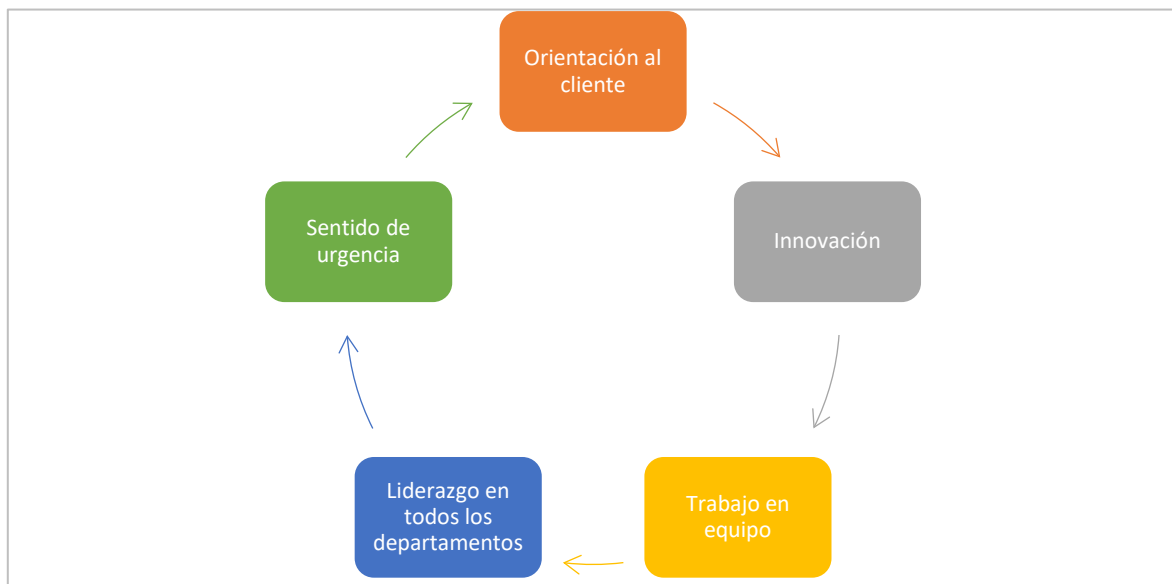 Orientación al
cliente
Innovación
Trabajo en
equipo
Liderazgo en
todos los
departamentos
Sentido de
urgencia